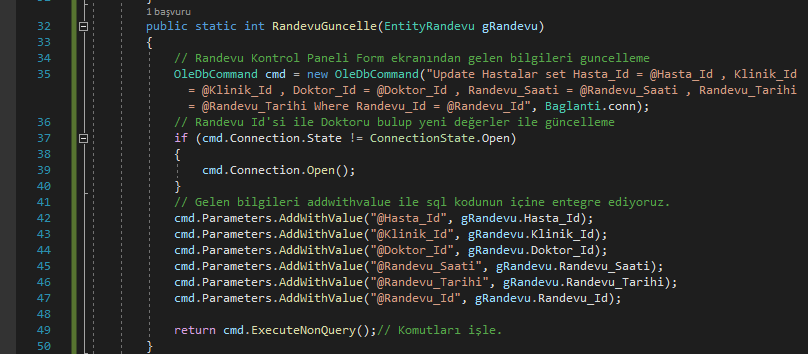 1 başvuru
32 public static int RandevuGuncelle(EntityRandevu gRandevu)
33 {
34 // Randevu Kontrol Paneli Form ekranından gelen bilgileri guncelleme
35 OleDbCommand cmd = new OleDbCommand("Update Hastalar set Hasta_Id = @Hasta_Id , Klinik_Id
= @Klinik_Id , Doktor_Id = @Doktor_Id , Randevu_Saati = @Randevu_Saati , Randevu_Tarihi
= @Randevu_Tarihi Where Randevu_Id = @Randevu_Id", Baglanti.conn);
36 // Randevu Id'si ile Doktoru bulup yeni değerler ile güncelleme
37 if (cmd.Connection.State != ConnectionState.Open)
38 {
39 cmd.Connection.Open();
40 }
41 // Gelen bilgileri addwithvalue ile sql kodunun içine entegre ediyoruz.
42 cmd.Parameters.AddWithValue("@Hasta_Id", gRandevu.Hasta_Id);
43 cmd.Parameters.AddWithValue("@Klinik_Id", gRandevu.Klinik_Id);
44 cmd.Parameters.AddWithValue("@Doktor_Id", gRandevu.Doktor_Id);
45 cmd.Parameters.AddWithValue("@Randevu_Saati", gRandevu.Randevu_Saati);
46 cmd.Parameters.AddWithValue("@Randevu_Tarihi", gRandevu.Randevu_Tarihi);
47 cmd.Parameters.AddWithValue("@Randevu_Id", gRandevu.Randevu_Id);
48
49 return cmd.ExecuteNonQuery();// Komutları işle.
50 }